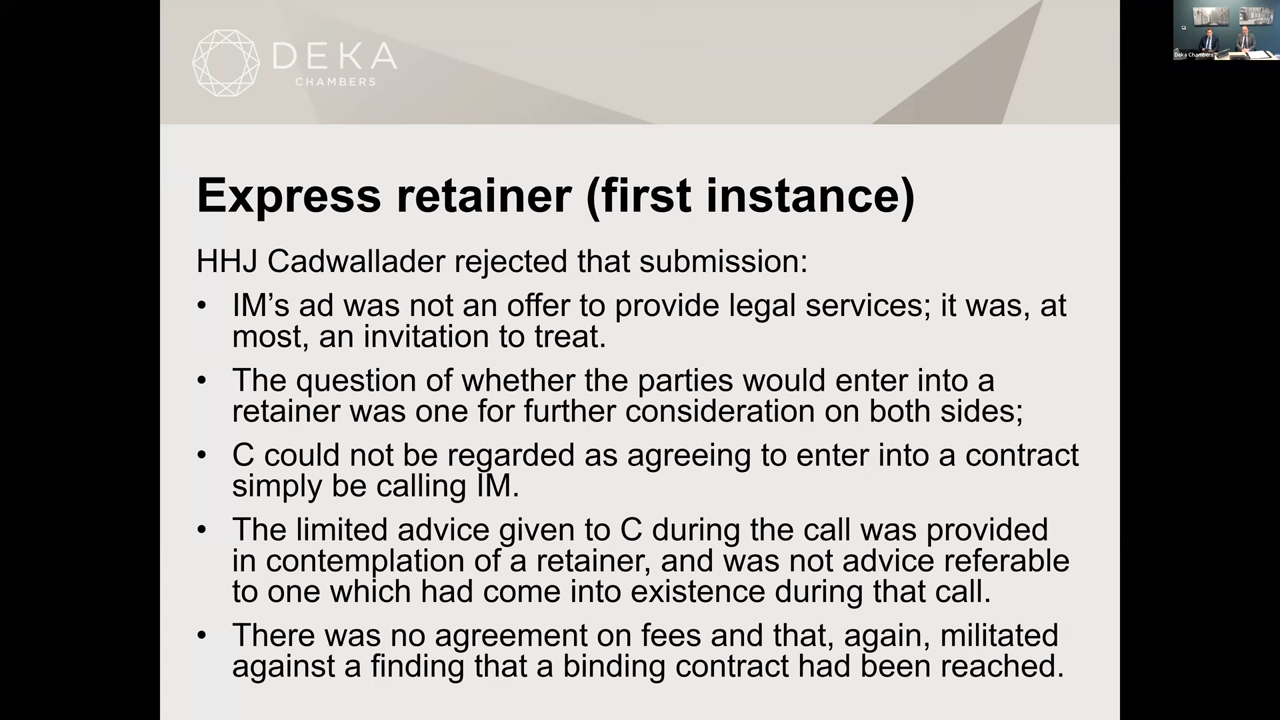 DEKA
CHAMBERS
Deka Chambers
Express retainer (first instance)
HHJ Cadwallader rejected that submission:
• IM’s ad was not an offer to provide legal services; it was, at
most, an invitation to treat.
• The question of whether the parties would enter into a
retainer was one for further consideration on both sides;
• C could not be regarded as agreeing to enter into a contract
simply be calling IM.
• The limited advice given to C during the call was provided
in contemplation of a retainer, and was not advice referable
to one which had come into existence during that call.
• There was no agreement on fees and that, again, militated
against a finding that a binding contract had been reached.